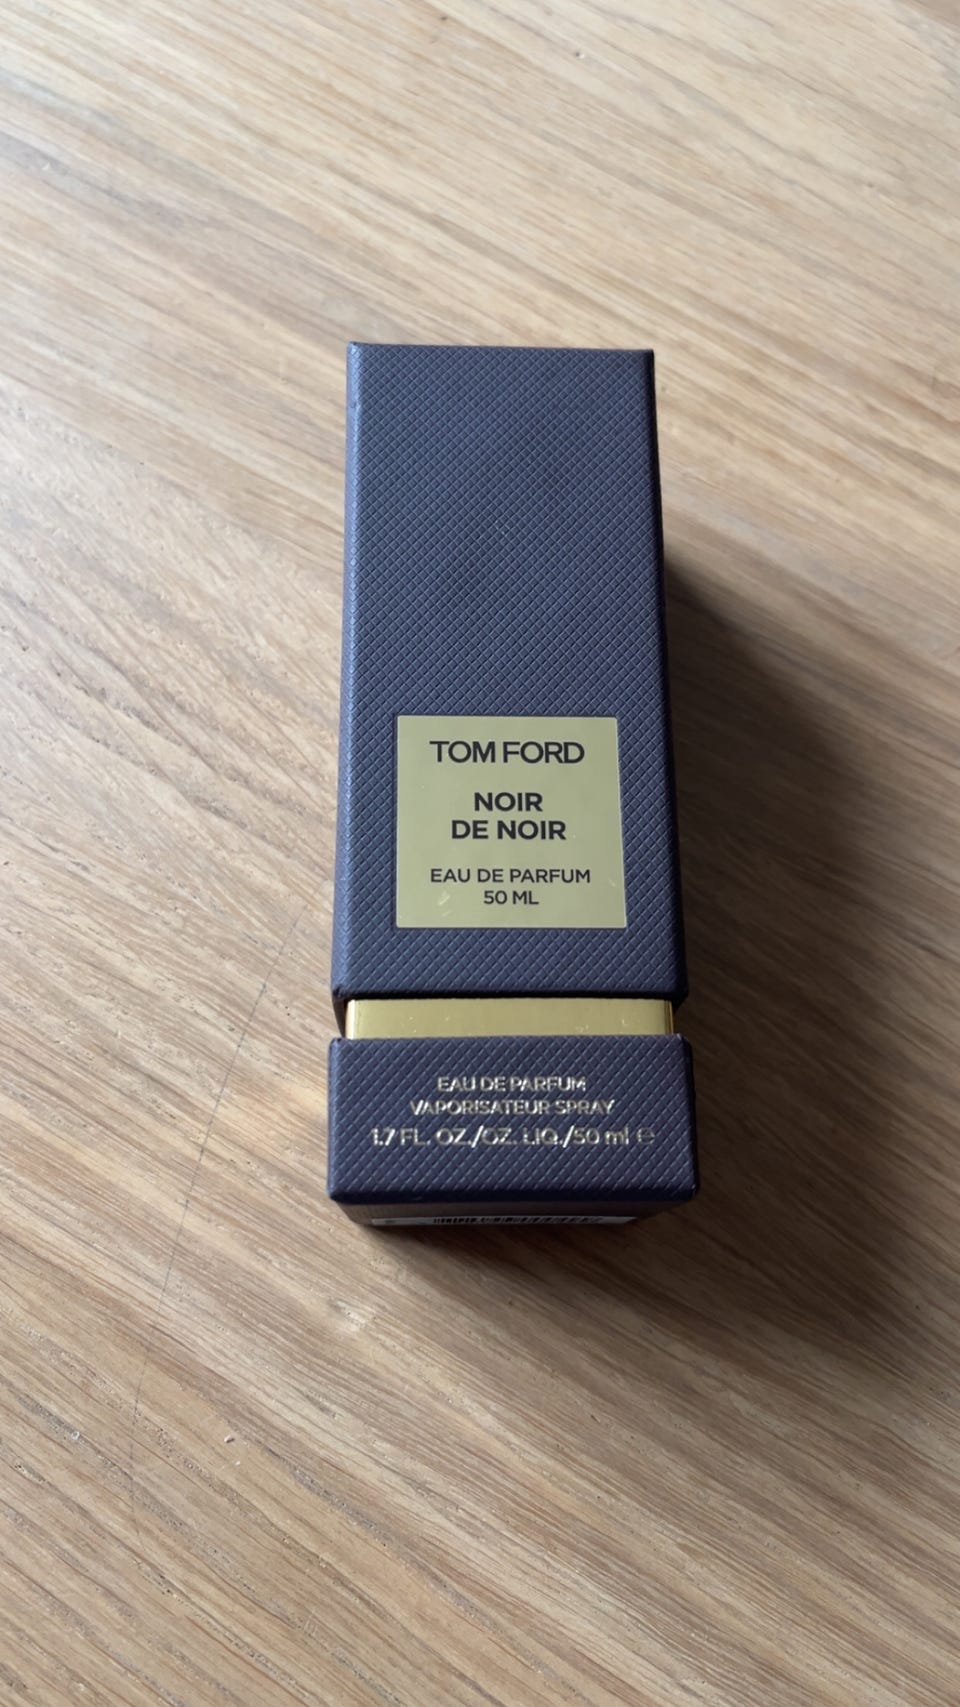 TOM FORD
NOIR
DE NOIR
EAU DE PARFUM
50 ML
EAU DE PARFUM
VAPORISATEUR SPRAY
1.7 FL. OZ./OZ. LIQ./50 ml ℮